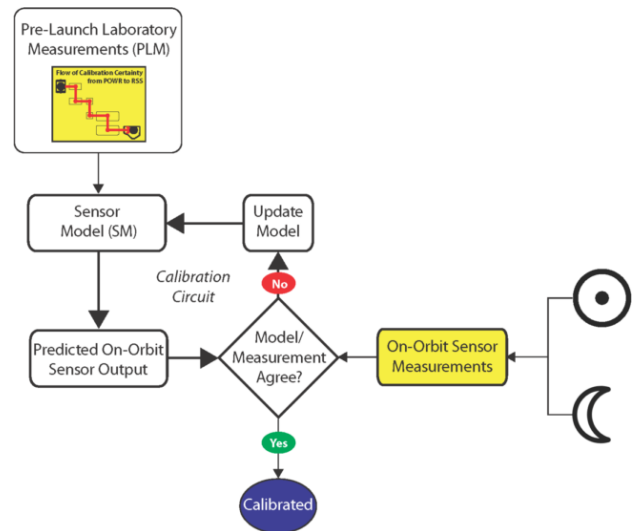 Pre-Launch Laboratory
Measurements (PLM)
Flow of Calibration Certainty
from POWR to RSS
Sensor
Model (SM)
Update
Model
Calibration
Circuit
No
Predicted On-Orbit
Sensor Output
Model/
Measurement
Agree?
On-Orbit Sensor
Measurements
Yes
Calibrated